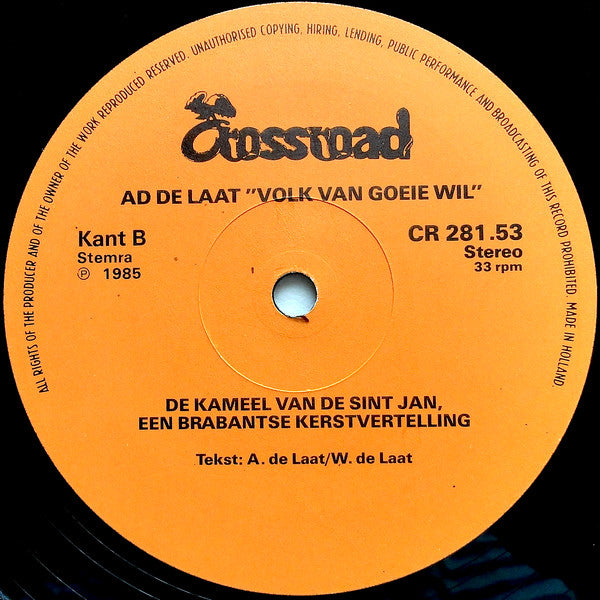 ALL RIGHTS OF THE PRODUCER AND OF THE OWNER OF THE WORK REPRODUCED RESERVED. UNAUTHORISED COPYING, HIRING, LENDING, PUBLIC PERFORMANCE AND BROADCASTING OF THIS RECORD PROHIBITED. MADE IN HOLLAND.
Crossroad
AD DE LAAT "VOLK VAN GOEIE WIL"
Kant B
Stemra
℗ 1985
CR 281.53
Stereo
33 rpm
DE KAMEEL VAN DE SINT JAN,
EEN BRABANTSE KERSTVERTELLING
Tekst: A. de Laat/W. de Laat